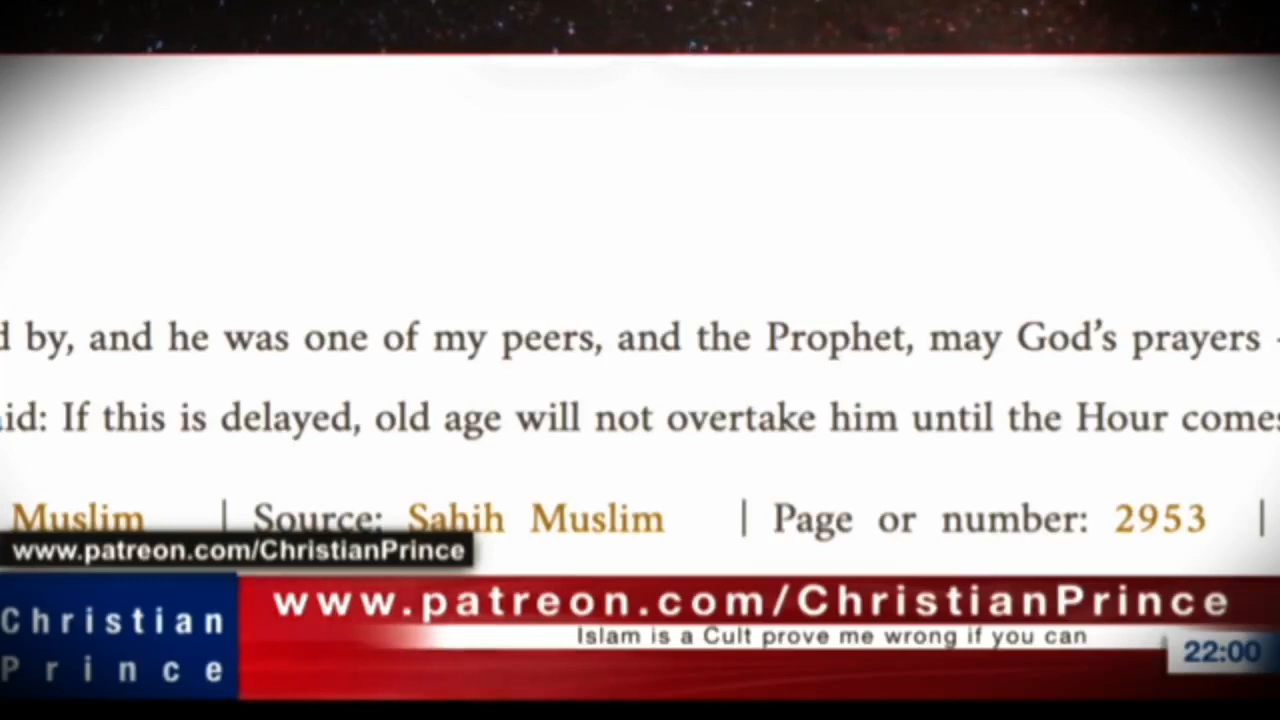 by, and he was one of my peers, and the Prophet, may God's prayers
If this is delayed, old age will not overtake him until the Hour
Muslim | Source: Sahih Muslim | Page or number: 2953 |
www.patreon.com/ChristianPrince
Christian
Prince
www.patreon.com/ChristianPrince
Islam is a Cult prove me wrong if you can
22:00